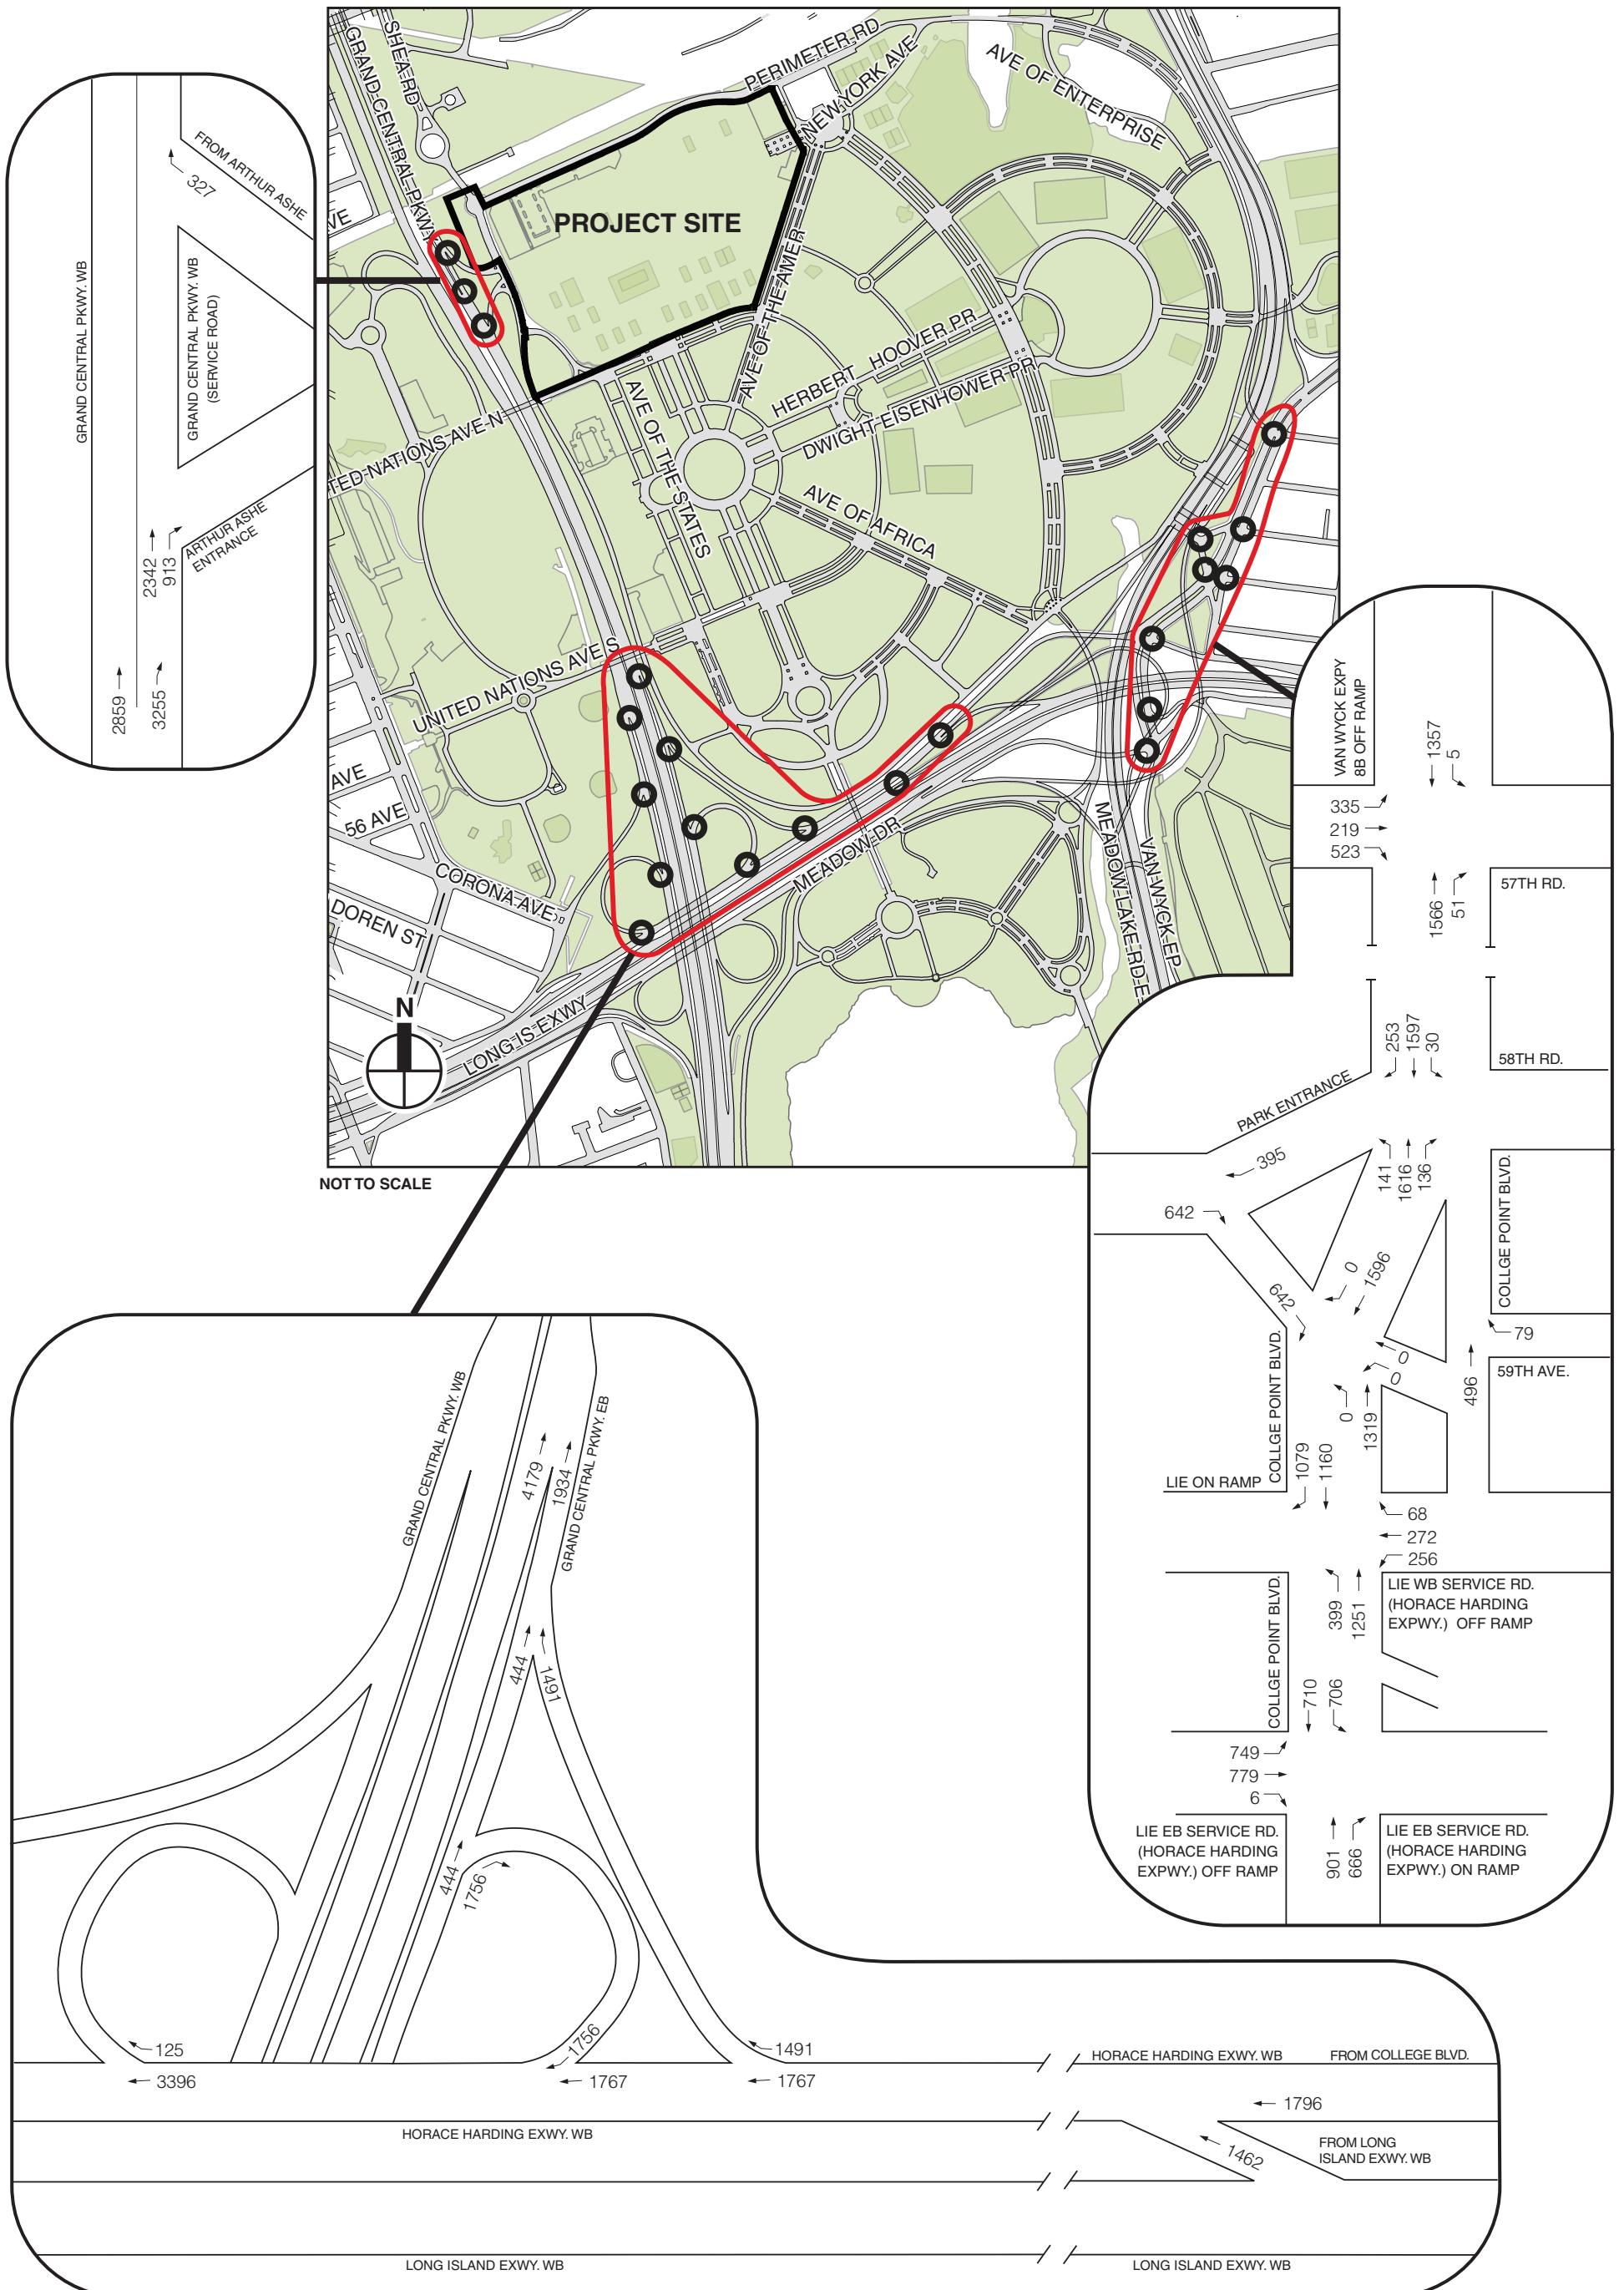 GRAND CENTRAL PKWY
SHEA RD
PERIMETER RD
NEW YORK AVE
AVE OF ENTERPRISE
VE
PROJECT SITE
AVE OF THE AMER
HERBERT HOOVER PR
DWIGHT EISENHOWER PR
TED NATIONS AVE N
AVE OF THE STATES
AVE OF AFRICA
UNITED NATIONS AVE S
AVE
56 AVE
CORONA AVE
DOREN ST
MEADOW DR
LONG IS EXWY
MEADOW LAKE RD E
VAN WYCK EP
N
NOT TO SCALE
FROM ARTHUR ASHE
327
GRAND CENTRAL PKWY. WB
GRAND CENTRAL PKWY. WB
(SERVICE ROAD)
ARTHUR ASHE
ENTRANCE
2342
913
2859
3255
VAN WYCK EXPY
8B OFF RAMP
1357
5
335
219
523
1566
51
57TH RD.
253
1597
30
58TH RD.
PARK ENTRANCE
395
141
1616
136
COLLGE POINT BLVD.
642
0
1596
642
79
0
0
59TH AVE.
496
COLLGE POINT BLVD.
0
1319
1079
1160
LIE ON RAMP
68
272
256
COLLGE POINT BLVD.
399
1251
LIE WB SERVICE RD.
(HORACE HARDING
EXPWY.) OFF RAMP
710
706
749
779
6
LIE EB SERVICE RD.
(HORACE HARDING
EXPWY.) OFF RAMP
901
666
LIE EB SERVICE RD.
(HORACE HARDING
EXPWY.) ON RAMP
GRAND CENTRAL PKWY. WB
4179
1934
GRAND CENTRAL PKWY. EB
444
1491
444
1756
125
3396
1756
1767
1491
1767
HORACE HARDING EXWY. WB
FROM COLLEGE BLVD.
1796
HORACE HARDING EXWY. WB
1462
FROM LONG
ISLAND EXWY. WB
LONG ISLAND EXWY. WB
LONG ISLAND EXWY. WB